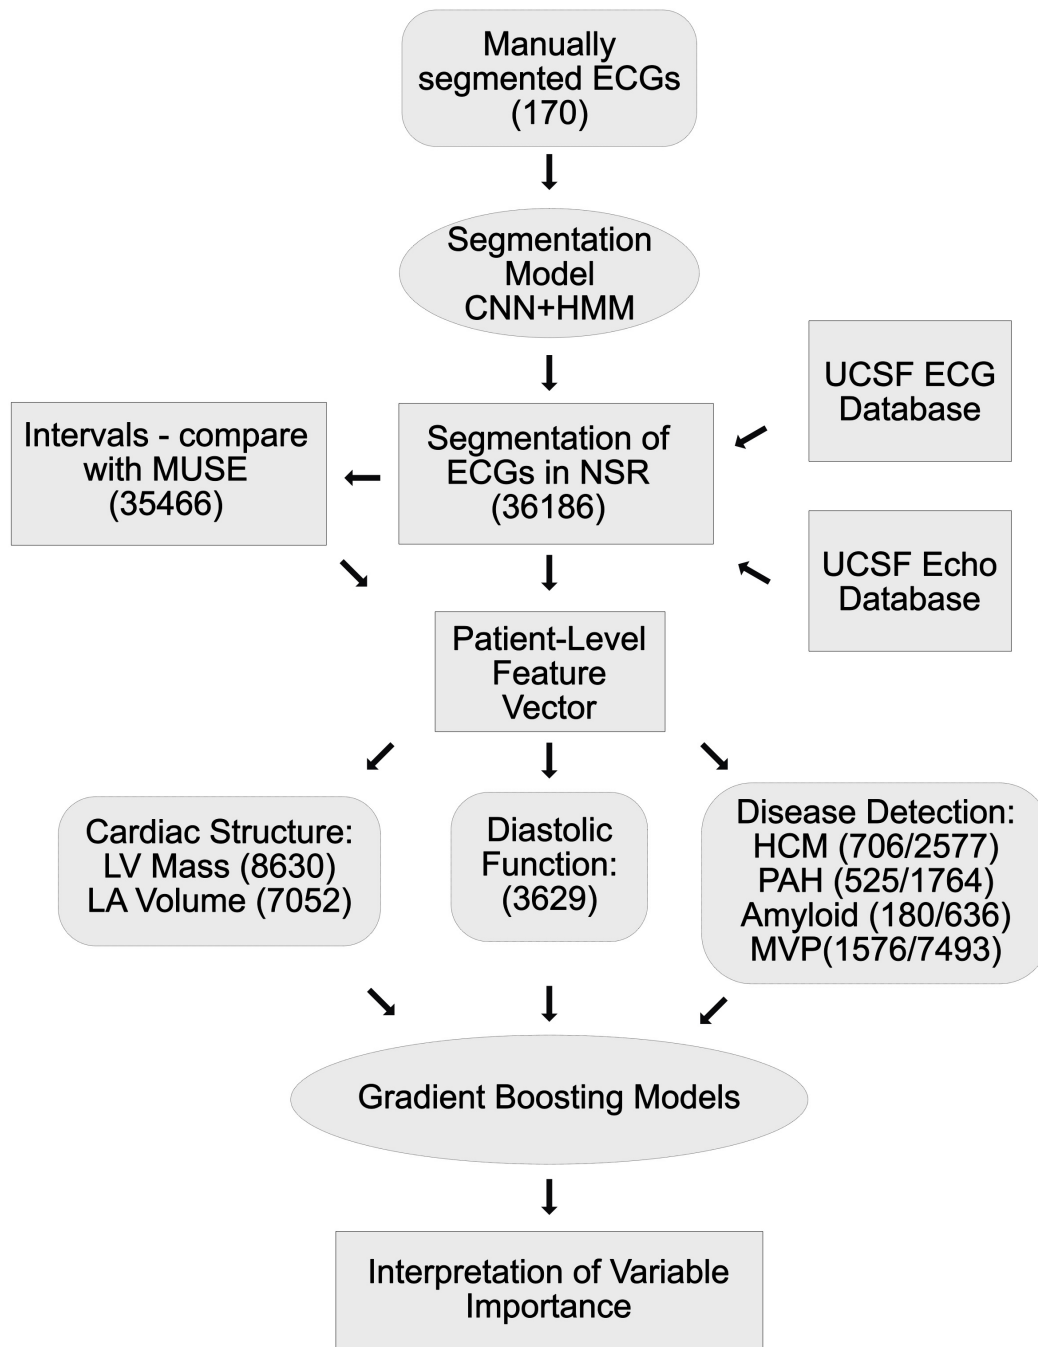 Manually
segmented ECGs
(170)
Segmentation
Model
CNN+HMM
UCSF ECG
Database
Intervals - compare
with MUSE
(35466)
Segmentation of
ECGs in NSR
(36186)
UCSF Echo
Database
Patient-Level
Feature
Vector
Cardiac Structure:
LV Mass (8630)
LA Volume (7052)
Diastolic
Function:
(3629)
Disease Detection:
HCM (706/2577)
PAH (525/1764)
Amyloid (180/636)
MVP(1576/7493)
Gradient Boosting Models
Interpretation of Variable
Importance